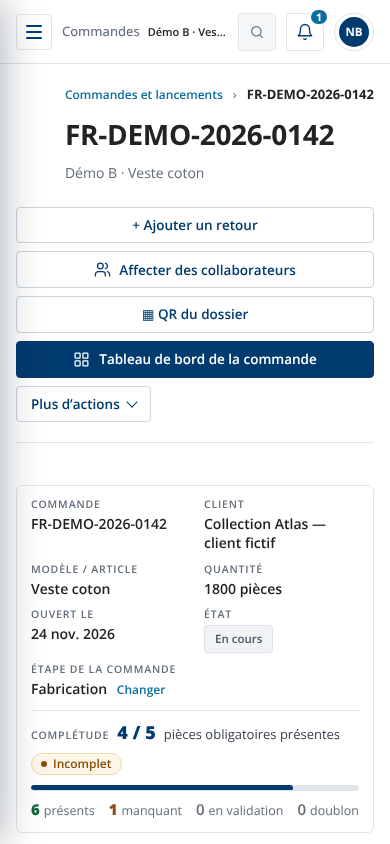 Commandes Démo B · Ves... 1 NB
Commandes et lancements › FR-DEMO-2026-0142
FR-DEMO-2026-0142
Démo B · Veste coton
+ Ajouter un retour
Affecter des collaborateurs
▦ QR du dossier
Tableau de bord de la commande
Plus d’actions
COMMANDE
FR-DEMO-2026-0142
CLIENT
Collection Atlas —
client fictif
MODÈLE / ARTICLE
Veste coton
QUANTITÉ
1800 pièces
OUVERT LE
24 nov. 2026
ÉTAT
En cours
ÉTAPE DE LA COMMANDE
Fabrication Changer
COMPLÉTUDE 4 / 5 pièces obligatoires présentes
Incomplet
6 présents 1 manquant 0 en validation 0 doublon